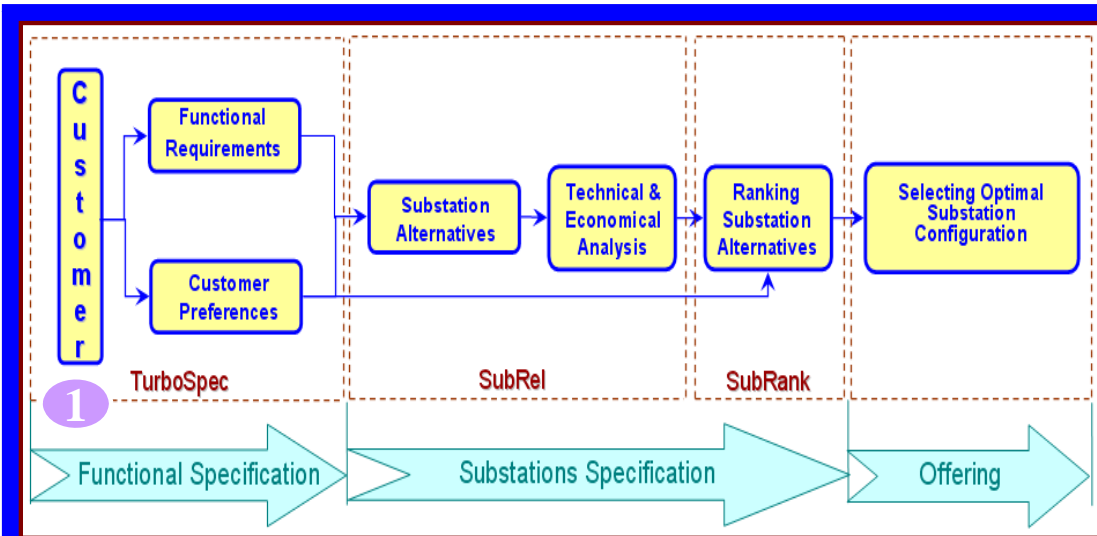 Customer
Functional
Requirements
Customer
Preferences
TurboSpec
1
Substation
Alternatives
Technical &
Economical
Analysis
SubRel
Ranking
Substation
Alternatives
SubRank
Selecting Optimal
Substation
Configuration
Functional Specification
Substations Specification
Offering